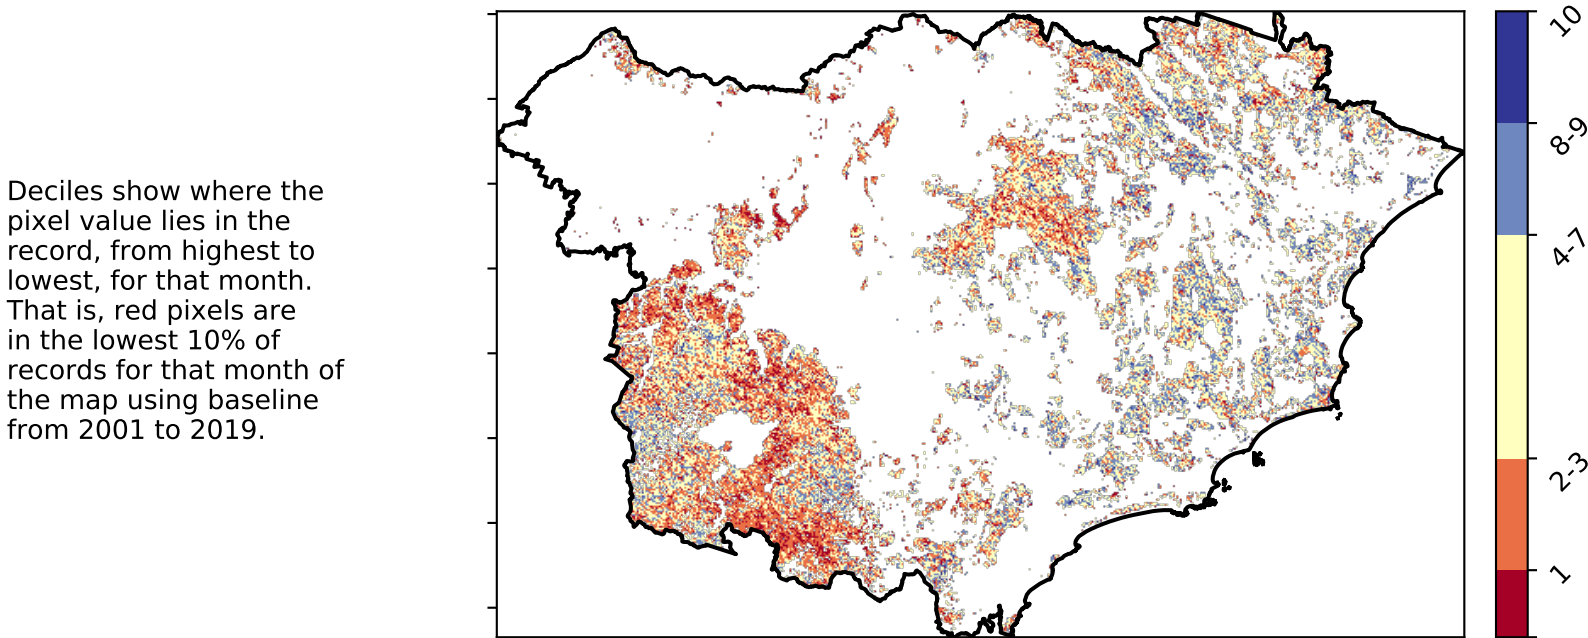 Deciles show where the
pixel value lies in the
record, from highest to
lowest, for that month.
That is, red pixels are
in the lowest 10% of
records for that month of
the map using baseline
from 2001 to 2019.
10
8-9
4-7
2-3
1